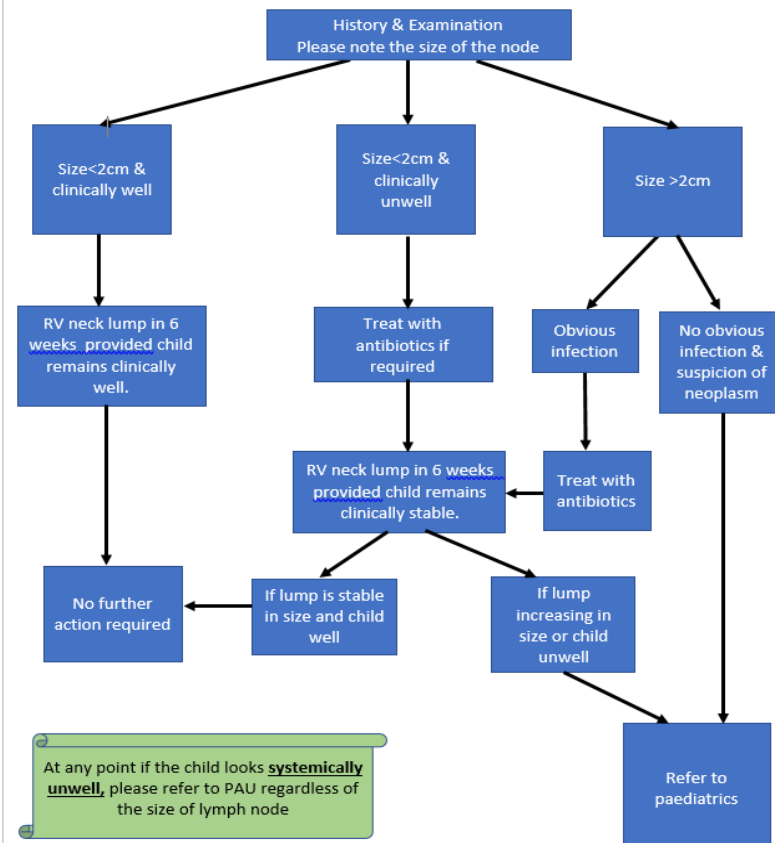 History & Examination
Please note the size of the node
Size<2cm &
clinically well
Size<2cm &
clinically
unwell
Size >2cm
RV neck lump in 6
weeks provided child
remains clinically
well.
Treat with
antibiotics if
required
Obvious
infection
No obvious
infection &
suspicion of
neoplasm
RV neck lump in 6 weeks
provided child remains
clinically stable.
Treat with
antibiotics
No further
action required
If lump is stable
in size and child
well
If lump
increasing in
size or child
unwell
At any point if the child looks systemically
unwell, please refer to PAU regardless of
the size of lymph node
Refer to
paediatrics